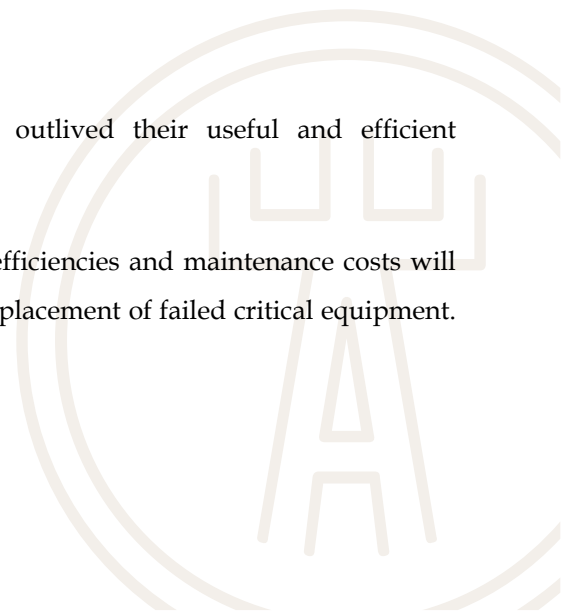 outlived their useful and efficient
efficiencies and maintenance costs will
placement of failed critical equipment.